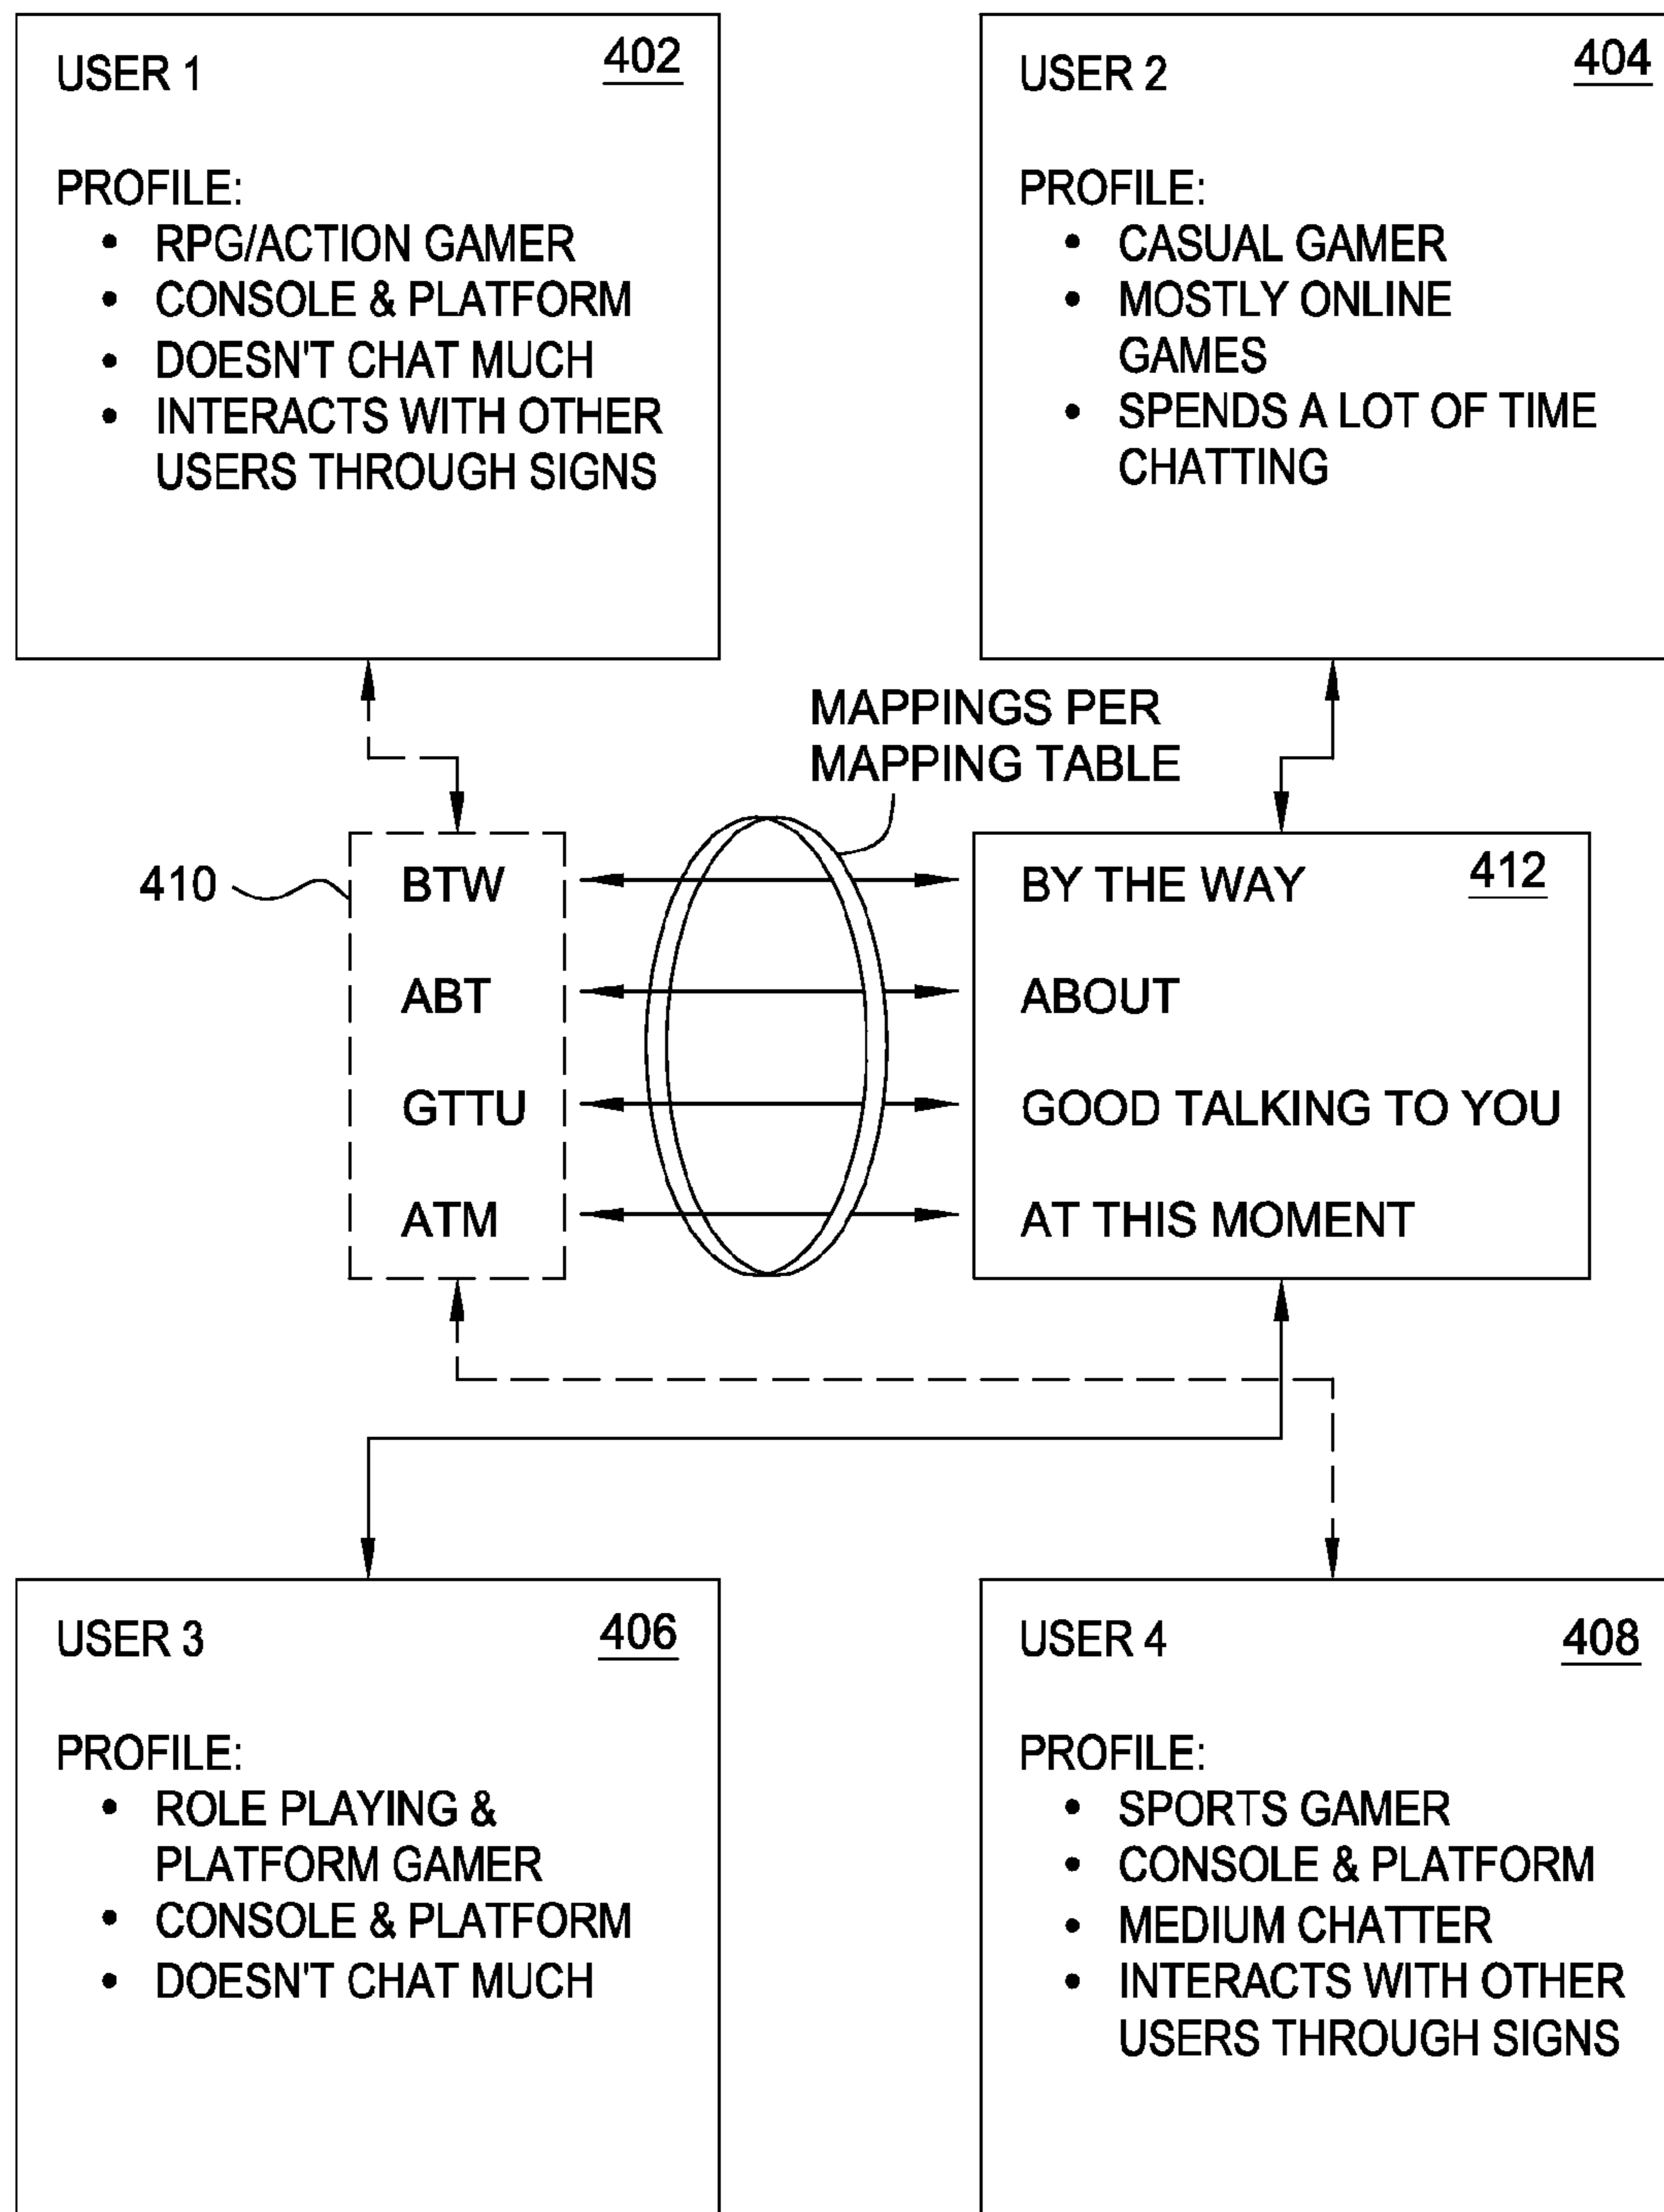 USER 1
402
PROFILE:
• RPG/ACTION GAMER
• CONSOLE & PLATFORM
• DOESN'T CHAT MUCH
• INTERACTS WITH OTHER
USERS THROUGH SIGNS
USER 2
404
PROFILE:
• CASUAL GAMER
• MOSTLY ONLINE
GAMES
• SPENDS A LOT OF TIME
CHATTING
MAPPINGS PER
MAPPING TABLE
410
BTW
ABT
GTTU
ATM
412
BY THE WAY
ABOUT
GOOD TALKING TO YOU
AT THIS MOMENT
USER 3
406
PROFILE:
• ROLE PLAYING &
PLATFORM GAMER
• CONSOLE & PLATFORM
• DOESN'T CHAT MUCH
USER 4
408
PROFILE:
• SPORTS GAMER
• CONSOLE & PLATFORM
• MEDIUM CHATTER
• INTERACTS WITH OTHER
USERS THROUGH SIGNS